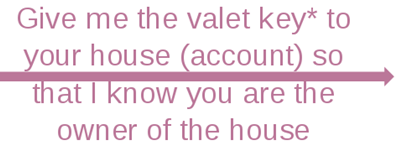 Give me the valet key* to
your house (account) so
that I know you are the
owner of the house